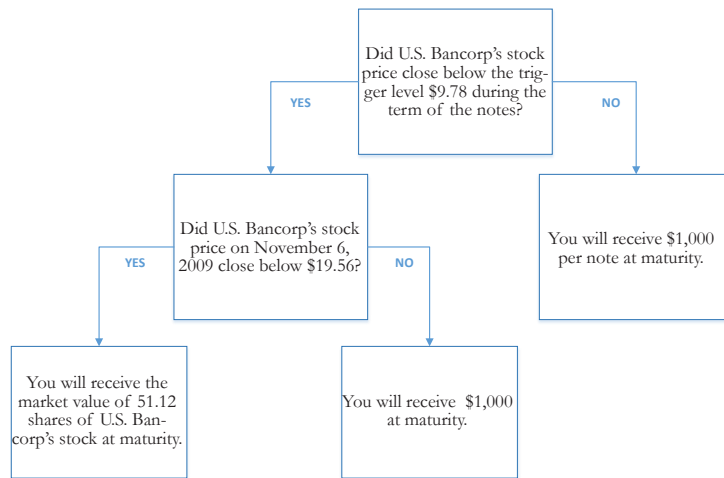 Did U.S. Bancorp's stock
price close below the trig-
ger level $9.78 during the
term of the notes?
YES
NO
Did U.S. Bancorp's stock
price on November 6,
2009 close below $19.56?
You will receive $1,000
per note at maturity.
YES
NO
You will receive the
market value of 51.12
shares of U.S. Ban-
corp's stock at maturity.
You will receive $1,000
at maturity.